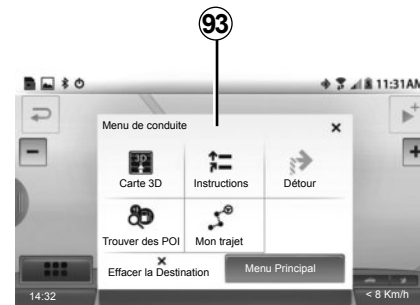 93
11:31AM
Menu de conduite
3D
Carte 3D
Instructions
Détour
Trouver des POI
Mon trajet
Effacer la Destination
Menu Principal
14:32
< 8 Km/h